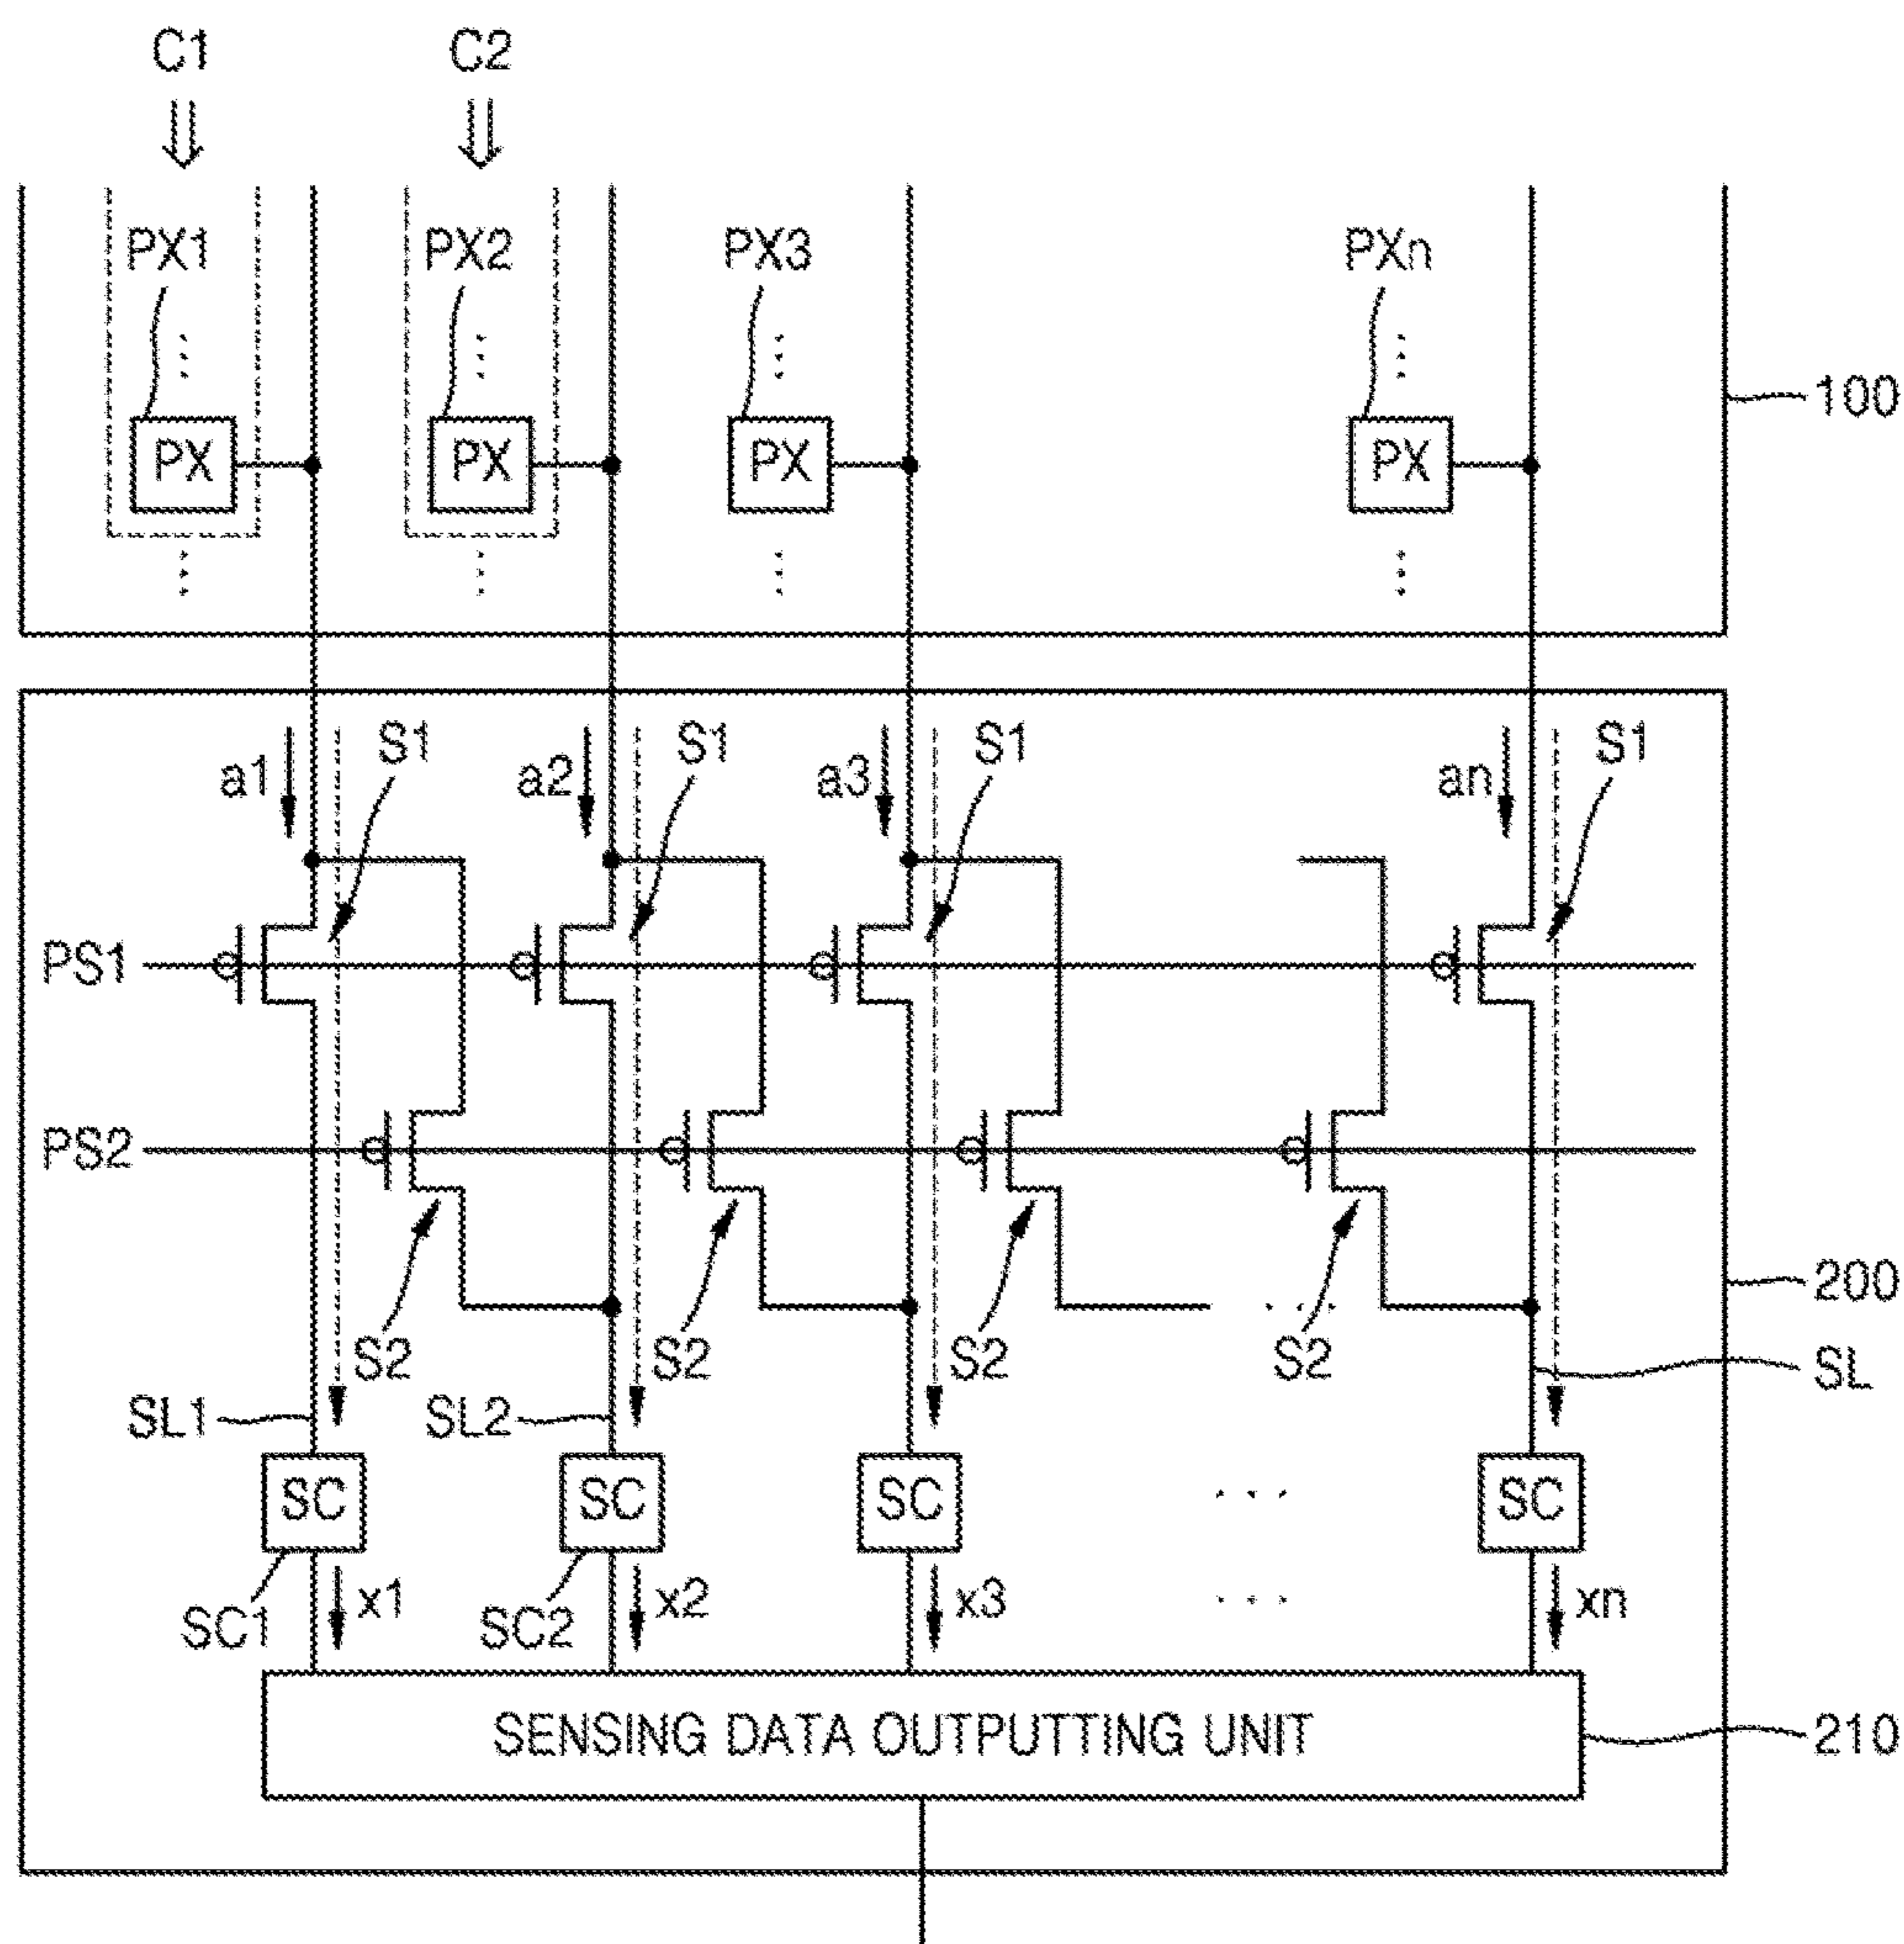 C1 C2
PX1 PX2 PX3 PXn
100
PX PX PX PX
a1 S1 a2 S1 a3 S1 an S1
PS1
PS2
200
S2 S2 S2 S2
SL
SL1 SL2
SC SC SC SC
x1 x2 x3 xn
SC1 SC2
SENSING DATA OUTPUTTING UNIT
210